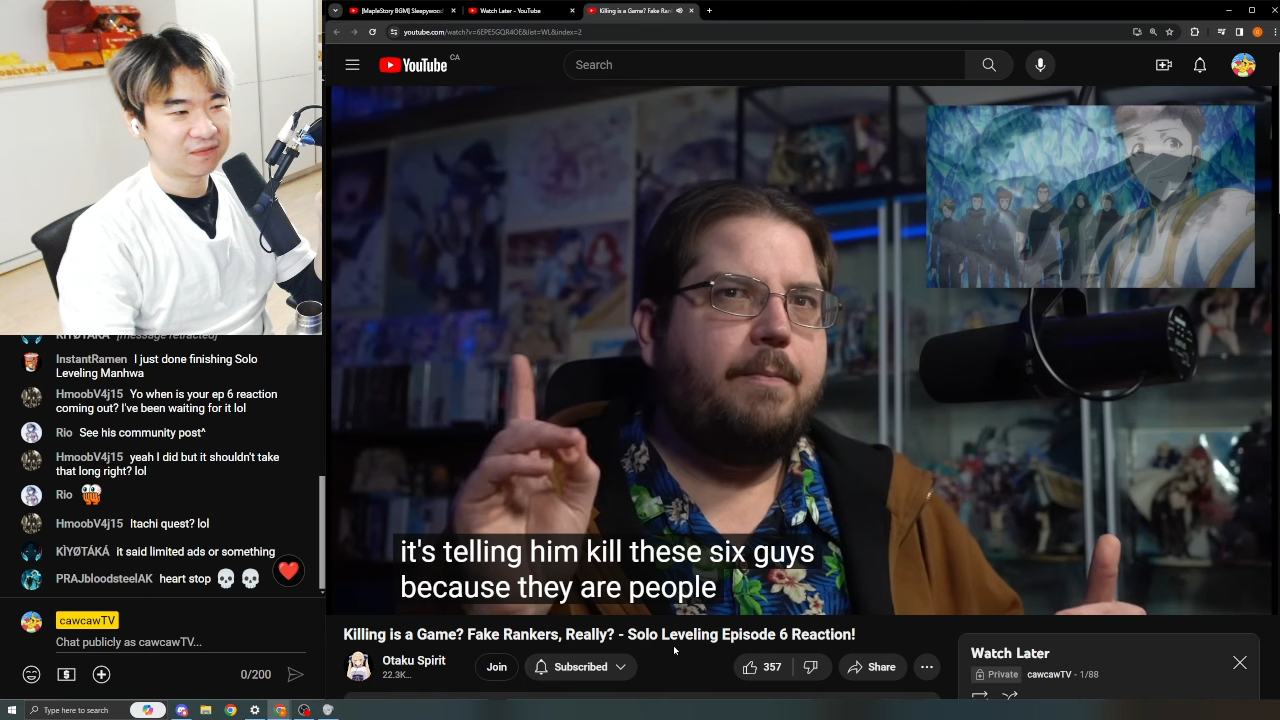 [MapleStory BGM] Sleepywood
Watch Later - YouTube
Killing is a Game? Fake Ran
youtube.com/watch?v=6EPE5GQR4OE&list=WL&index=2
YouTube CA
Search
[message retracted]
InstantRamen I just done finishing Solo
Leveling Manhwa
HmoobV4j15 Yo when is your ep 6 reaction
coming out? I've been waiting for it lol
Rio See his community post^
HmoobV4j15 yeah I did but it shouldn't take
that long right? lol
Rio
HmoobV4j15 Itachi quest? lol
KÌYØTÁKÁ it said limited ads or something
PRAJbloodsteelAK heart stop
cawcawTV
Chat publicly as cawcawTV...
0/200
it's telling him kill these six guys
because they are people
Killing is a Game? Fake Rankers, Really? - Solo Leveling Episode 6 Reaction!
Otaku Spirit
22.3K...
Join
Subscribed
357
Share
Watch Later
Private cawcawTV - 1/88
Type here to search